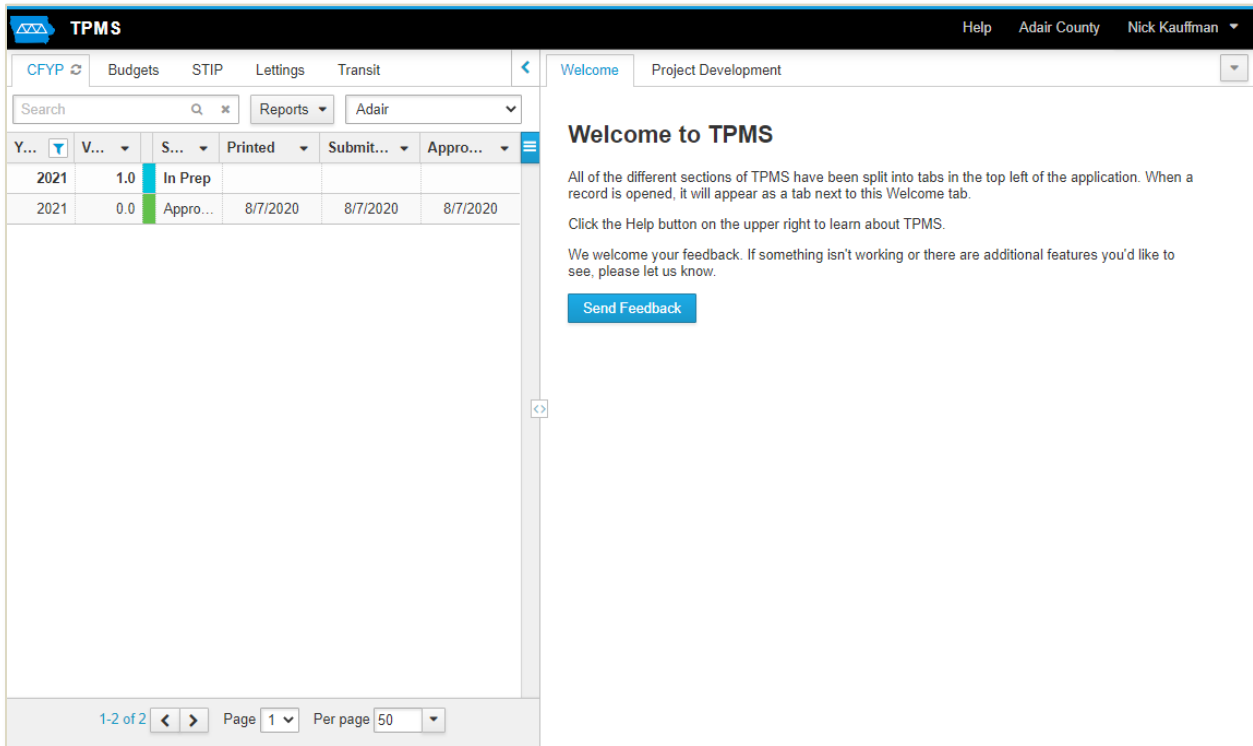 TPMS
Help Adair County Nick Kauffman
CFYP Budgets STIP Lettings Transit
Welcome Project Development
Search Reports Adair
Y... V... S... Printed Submit... Appro...
2021 1.0 In Prep
2021 0.0 Appro... 8/7/2020 8/7/2020 8/7/2020
1-2 of 2 Page 1 Per page 50
Welcome to TPMS
All of the different sections of TPMS have been split into tabs in the top left of the application. When a
record is opened, it will appear as a tab next to this Welcome tab.
Click the Help button on the upper right to learn about TPMS.
We welcome your feedback. If something isn't working or there are additional features you'd like to
see, please let us know.
Send Feedback